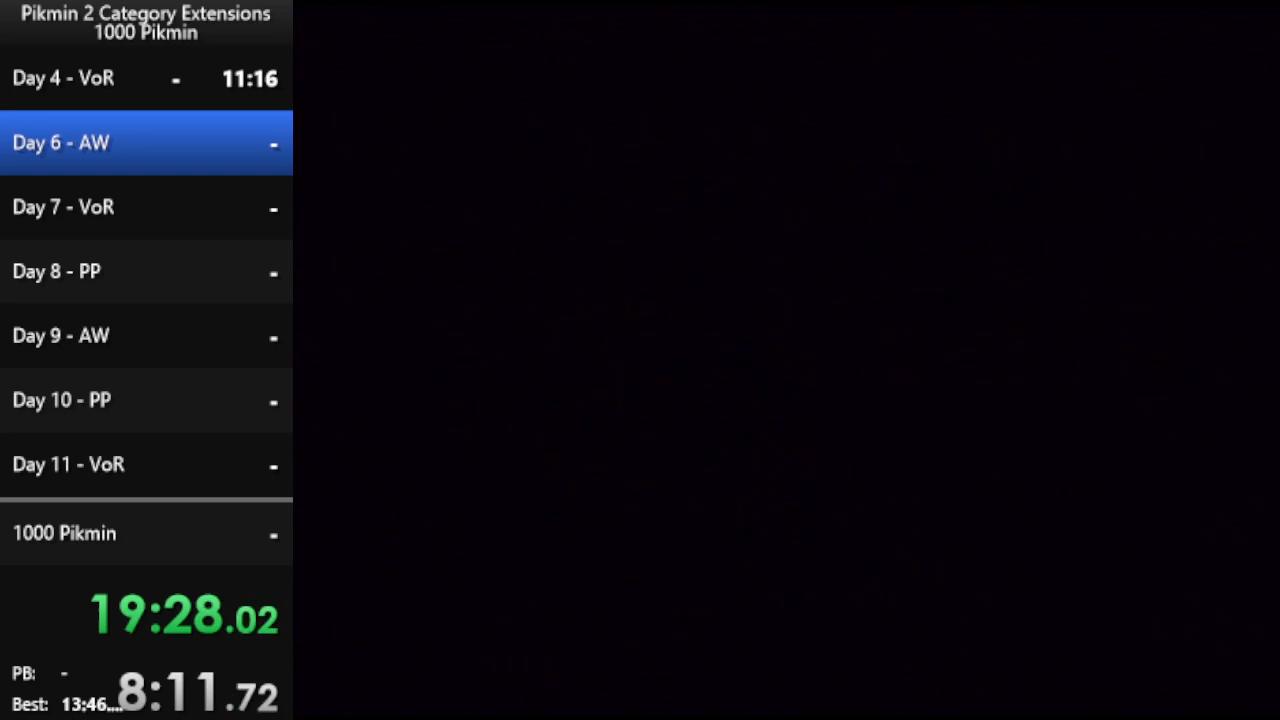 Pikmin 2 Category Extensions
1000 Pikmin
Day 4 - VoR - 11:16
Day 6 - AW -
Day 7 - VoR -
Day 8 - PP -
Day 9 - AW -
Day 10 - PP -
Day 11 - VoR -
1000 Pikmin -
19:28.02
PB: -
Best: 13:46.... 8:11.72